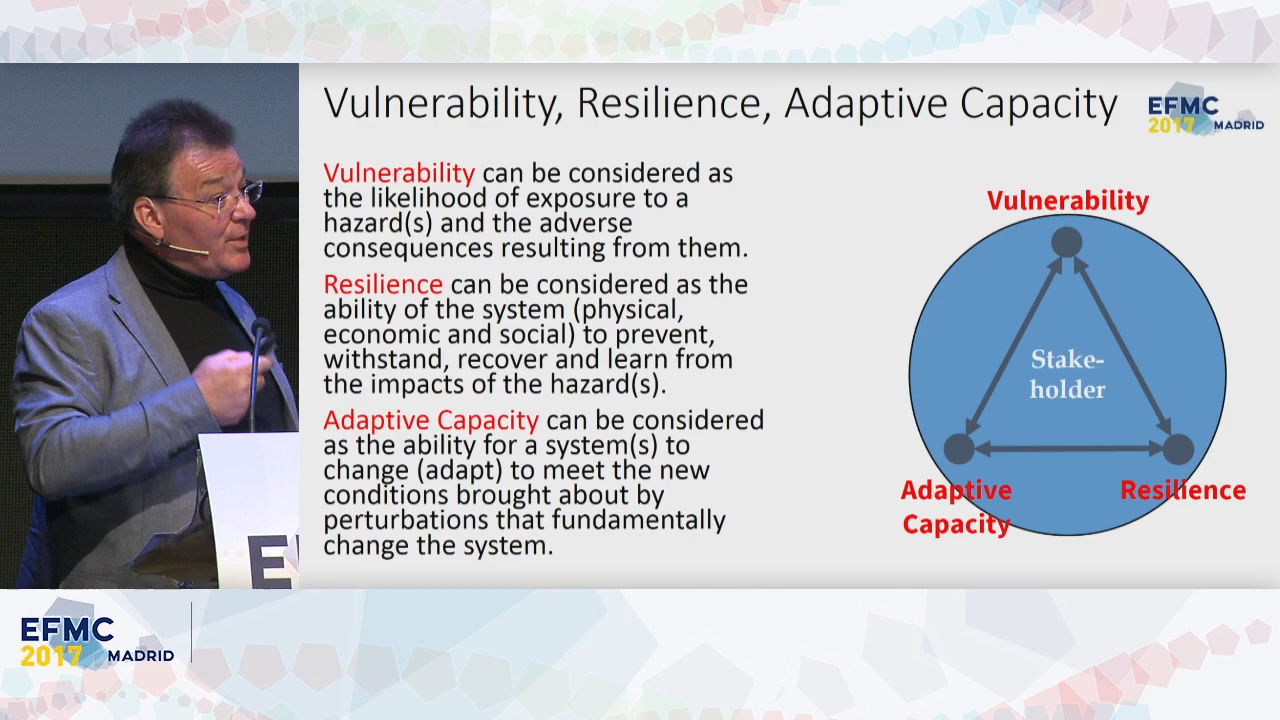 Vulnerability, Resilience, Adaptive Capacity
EFMC
2017 MADRID
Vulnerability can be considered as
the likelihood of exposure to a
hazard(s) and the adverse
consequences resulting from them.
Resilience can be considered as the
ability of the system (physical,
economic and social) to prevent,
withstand, recover and learn from
the impacts of the hazard(s).
Adaptive Capacity can be considered
as the ability for a system(s) to
change (adapt) to meet the new
conditions brought about by
perturbations that fundamentally
change the system.
Vulnerability
Stake-
holder
Adaptive
Capacity
Resilience
EFMC
2017 MADRID